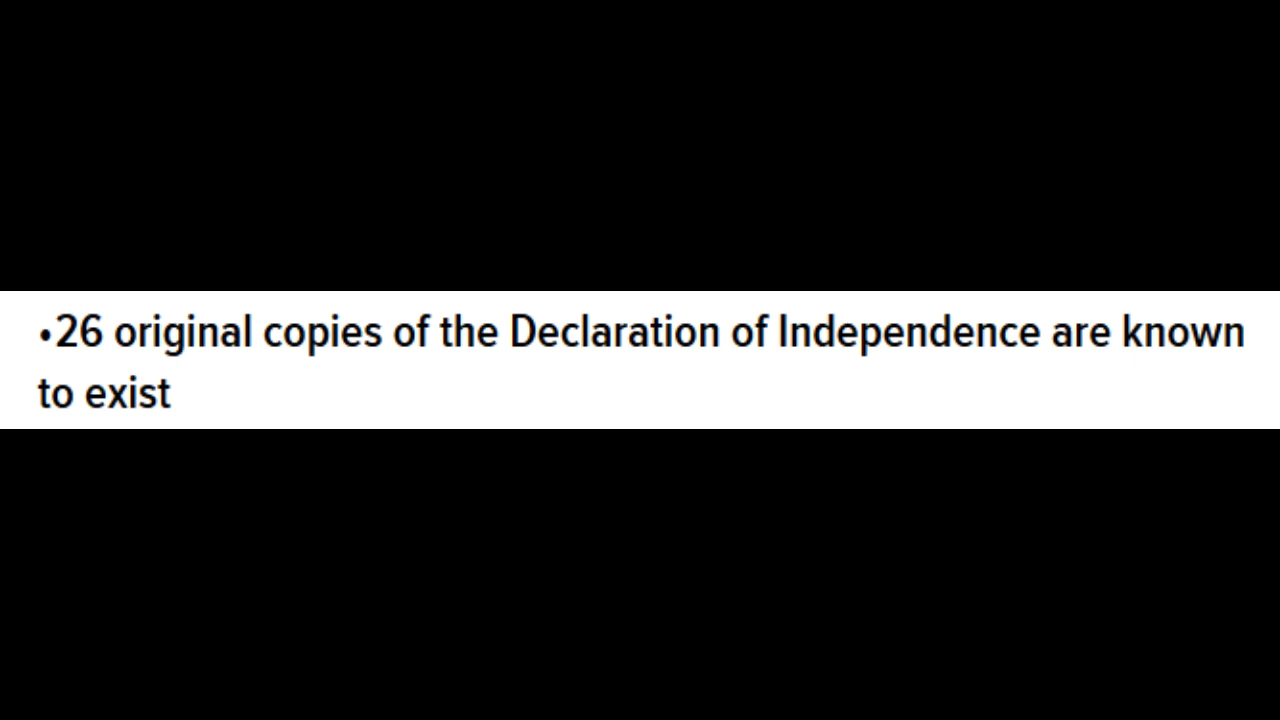 •26 original copies of the Declaration of Independence are known
to exist